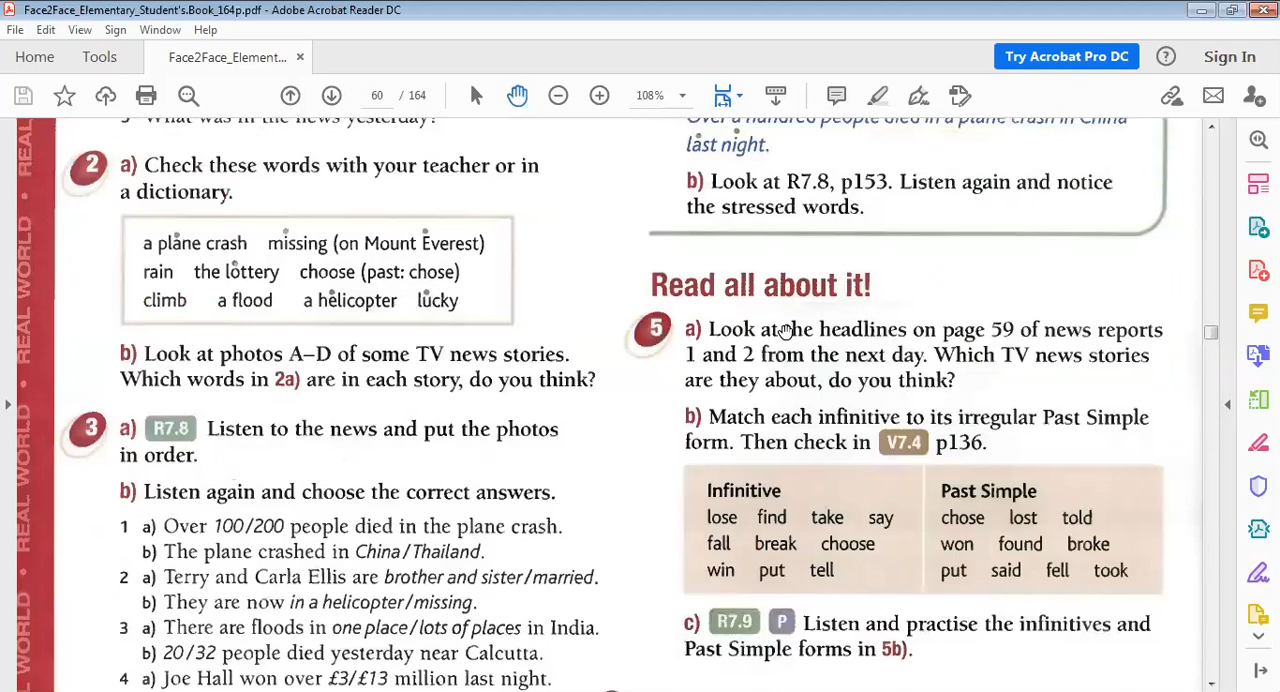 Face2Face_Elementary_Student's.Book_164p.pdf - Adobe Acrobat Reader DC
File Edit View Sign Window Help
Home Tools Face2Face_Element... × Try Acrobat Pro DC ? Sign In
60 / 164 108%
REAL WORLD • REAL WORLD • REAL
What was in the news yesterday?
2 a) Check these words with your teacher or in
a dictionary.
a plane crash missing (on Mount Everest)
rain the lottery choose (past: chose)
climb a flood a helicopter lucky
b) Look at photos A–D of some TV news stories.
Which words in 2a) are in each story, do you think?
3 a) R7.8 Listen to the news and put the photos
in order.
b) Listen again and choose the correct answers.
1 a) Over 100/200 people died in the plane crash.
b) The plane crashed in China/Thailand.
2 a) Terry and Carla Ellis are brother and sister/married.
b) They are now in a helicopter/missing.
3 a) There are floods in one place/lots of places in India.
b) 20/32 people died yesterday near Calcutta.
4 a) Joe Hall won over £3/£13 million last night.
Over a hundred people died in a plane crash in China
last night.
b) Look at R7.8, p153. Listen again and notice
the stressed words.
Read all about it!
5 a) Look at the headlines on page 59 of news reports
1 and 2 from the next day. Which TV news stories
are they about, do you think?
b) Match each infinitive to its irregular Past Simple
form. Then check in V7.4 p136.
Infinitive Past Simple
lose find take say chose lost told
fall break choose won found broke
win put tell put said fell took
c) R7.9 P Listen and practise the infinitives and
Past Simple forms in 5b).